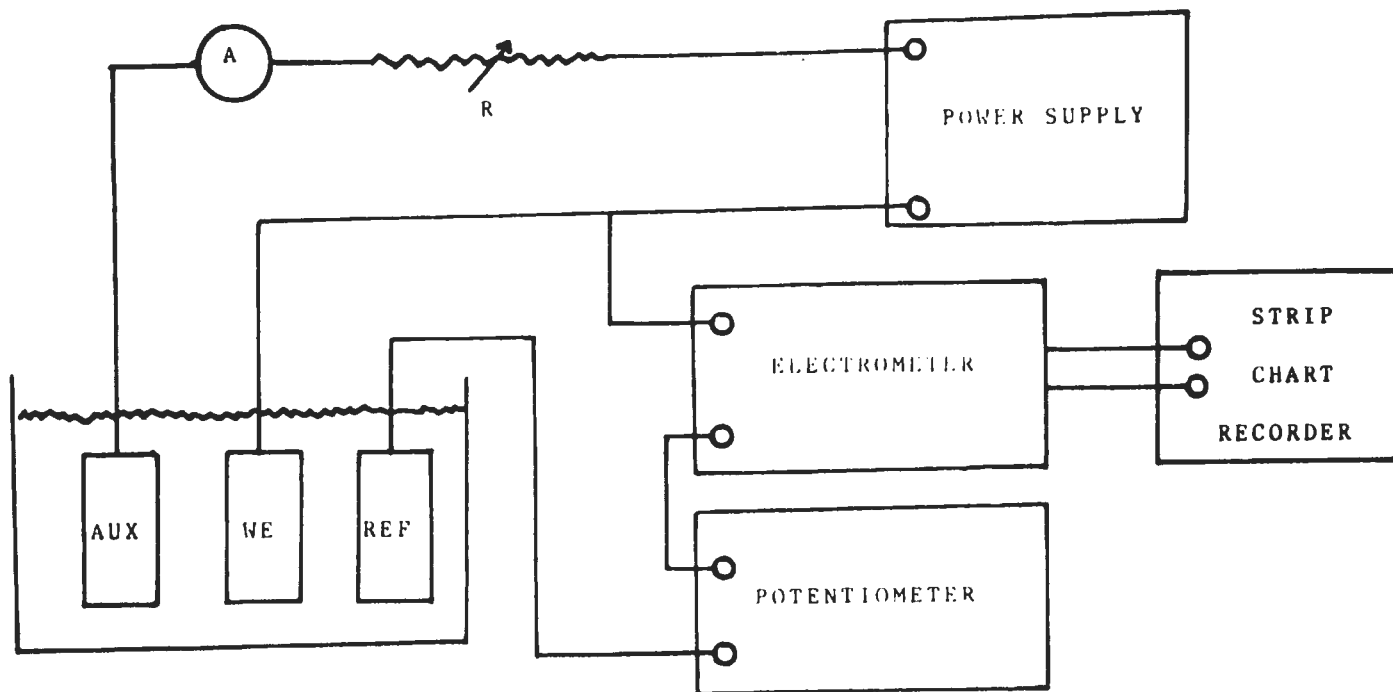 A
R
POWER SUPPLY
ELECTROMETER
STRIP
CHART
RECORDER
AUX
WE
REF
POTENTIOMETER